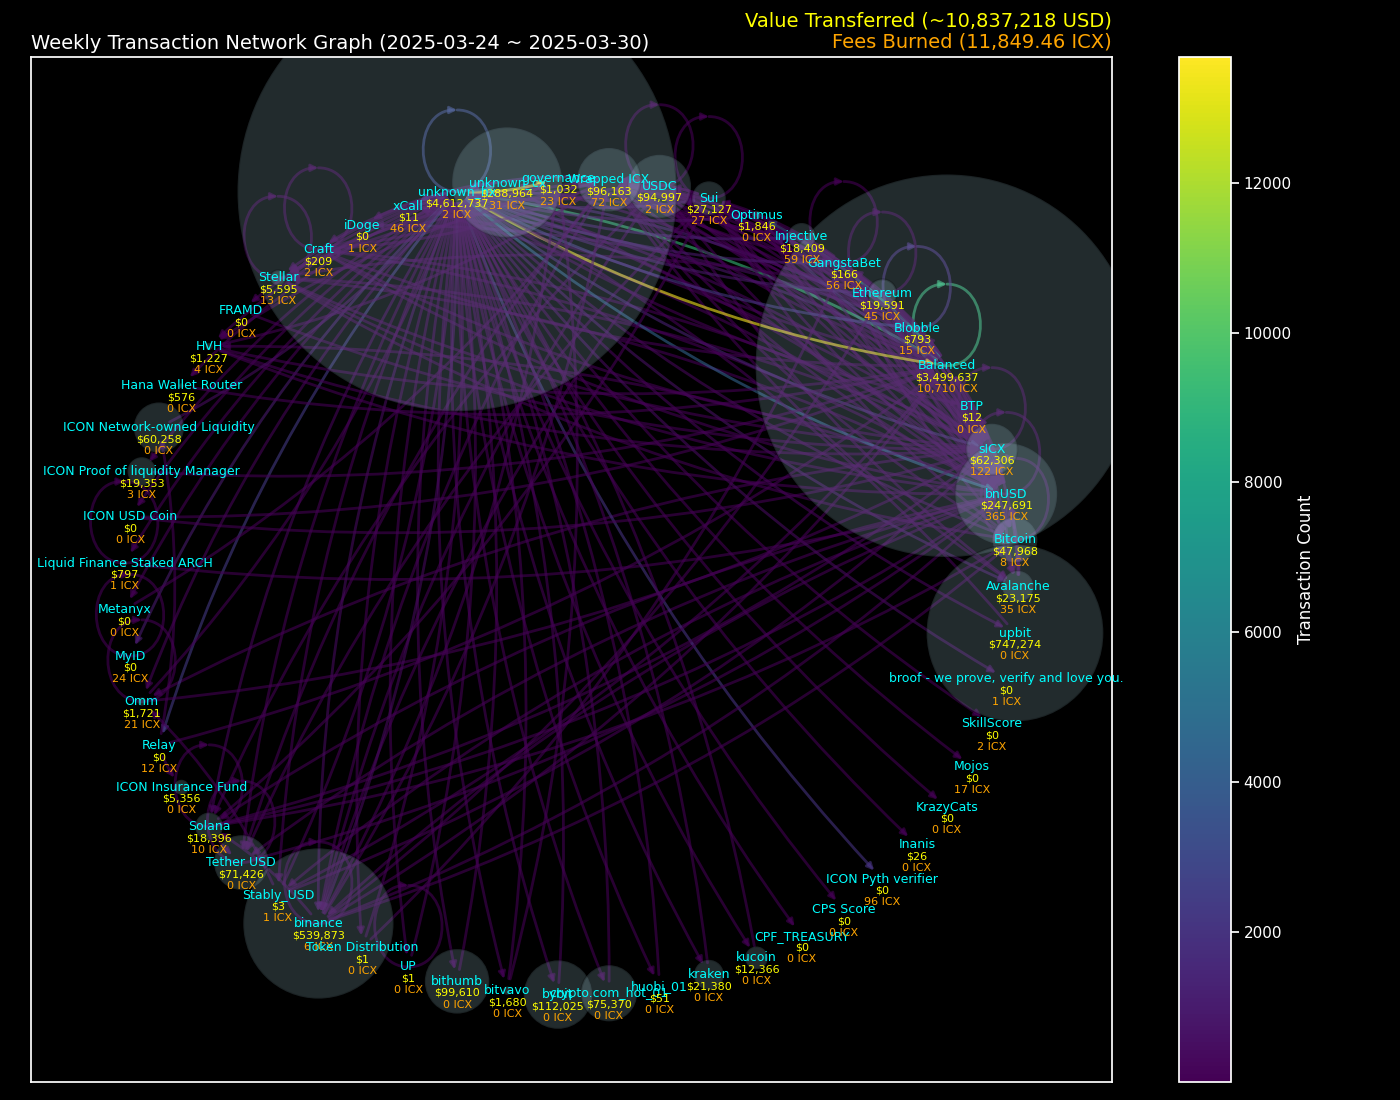 Value Transferred (~10,837,218 USD)
Weekly Transaction Network Graph (2025-03-24 ~ 2025-03-30)
Fees Burned (11,849.46 ICX)
unknown
$4,612,737
2 ICX
unknown
$288,964
31 ICX
governance
$1,032
23 ICX
Wrapped ICX
$96,163
72 ICX
USDC
$94,997
2 ICX
Sui
$27,127
27 ICX
Optimus
$1,846
0 ICX
Injective
$18,409
59 ICX
GangstaBet
$166
56 ICX
Ethereum
$19,591
45 ICX
Blobble
$793
15 ICX
Balanced
$3,499,637
10,710 ICX
BTP
$12
0 ICX
sICX
$62,306
122 ICX
bnUSD
$247,691
365 ICX
Bitcoin
$47,968
8 ICX
Avalanche
$23,175
35 ICX
upbit
$747,274
0 ICX
broof - we prove, verify and love you.
$0
1 ICX
SkillScore
$0
2 ICX
Mojos
$0
17 ICX
KrazyCats
$0
0 ICX
Inanis
$26
0 ICX
ICON Pyth verifier
$0
96 ICX
CPS Score
$0
0 ICX
CPF_TREASURY
$0
0 ICX
kucoin
$12,366
0 ICX
kraken
$21,380
0 ICX
huobi_01
$51
0 ICX
crypto.com_hot_01
$75,370
0 ICX
bybit
$112,025
0 ICX
bitvavo
$1,680
0 ICX
bithumb
$99,610
0 ICX
UP
$1
0 ICX
Token Distribution
$1
0 ICX
binance
$539,873
6 ICX
Stably_USD
$3
1 ICX
Tether USD
$71,426
0 ICX
Solana
$18,396
10 ICX
ICON Insurance Fund
$5,356
0 ICX
Relay
$0
12 ICX
Omm
$1,721
21 ICX
MyID
$0
24 ICX
Metanyx
$0
0 ICX
Liquid Finance Staked ARCH
$797
1 ICX
ICON USD Coin
$0
0 ICX
ICON Proof of liquidity Manager
$19,353
3 ICX
ICON Network-owned Liquidity
$60,258
0 ICX
Hana Wallet Router
$576
0 ICX
HVH
$1,227
4 ICX
FRAMD
$0
0 ICX
Stellar
$5,595
13 ICX
Craft
$209
2 ICX
iDoge
$0
1 ICX
xCall
$11
46 ICX
12000
10000
8000
6000
4000
2000
Transaction Count